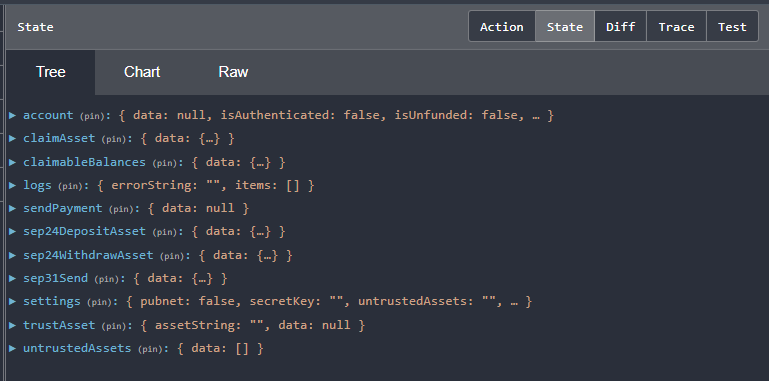 State Action State Diff Trace Test
Tree Chart Raw
▶ account (pin): { data: null, isAuthenticated: false, isUnfunded: false, … }
▶ claimAsset (pin): { data: {…} }
▶ claimableBalances (pin): { data: {…} }
▶ logs (pin): { errorString: "", items: [] }
▶ sendPayment (pin): { data: null }
▶ sep24DepositAsset (pin): { data: {…} }
▶ sep24WithdrawAsset (pin): { data: {…} }
▶ sep31Send (pin): { data: {…} }
▶ settings (pin): { pubnet: false, secretKey: "", untrustedAssets: "", … }
▶ trustAsset (pin): { assetString: "", data: null }
▶ untrustedAssets (pin): { data: [] }